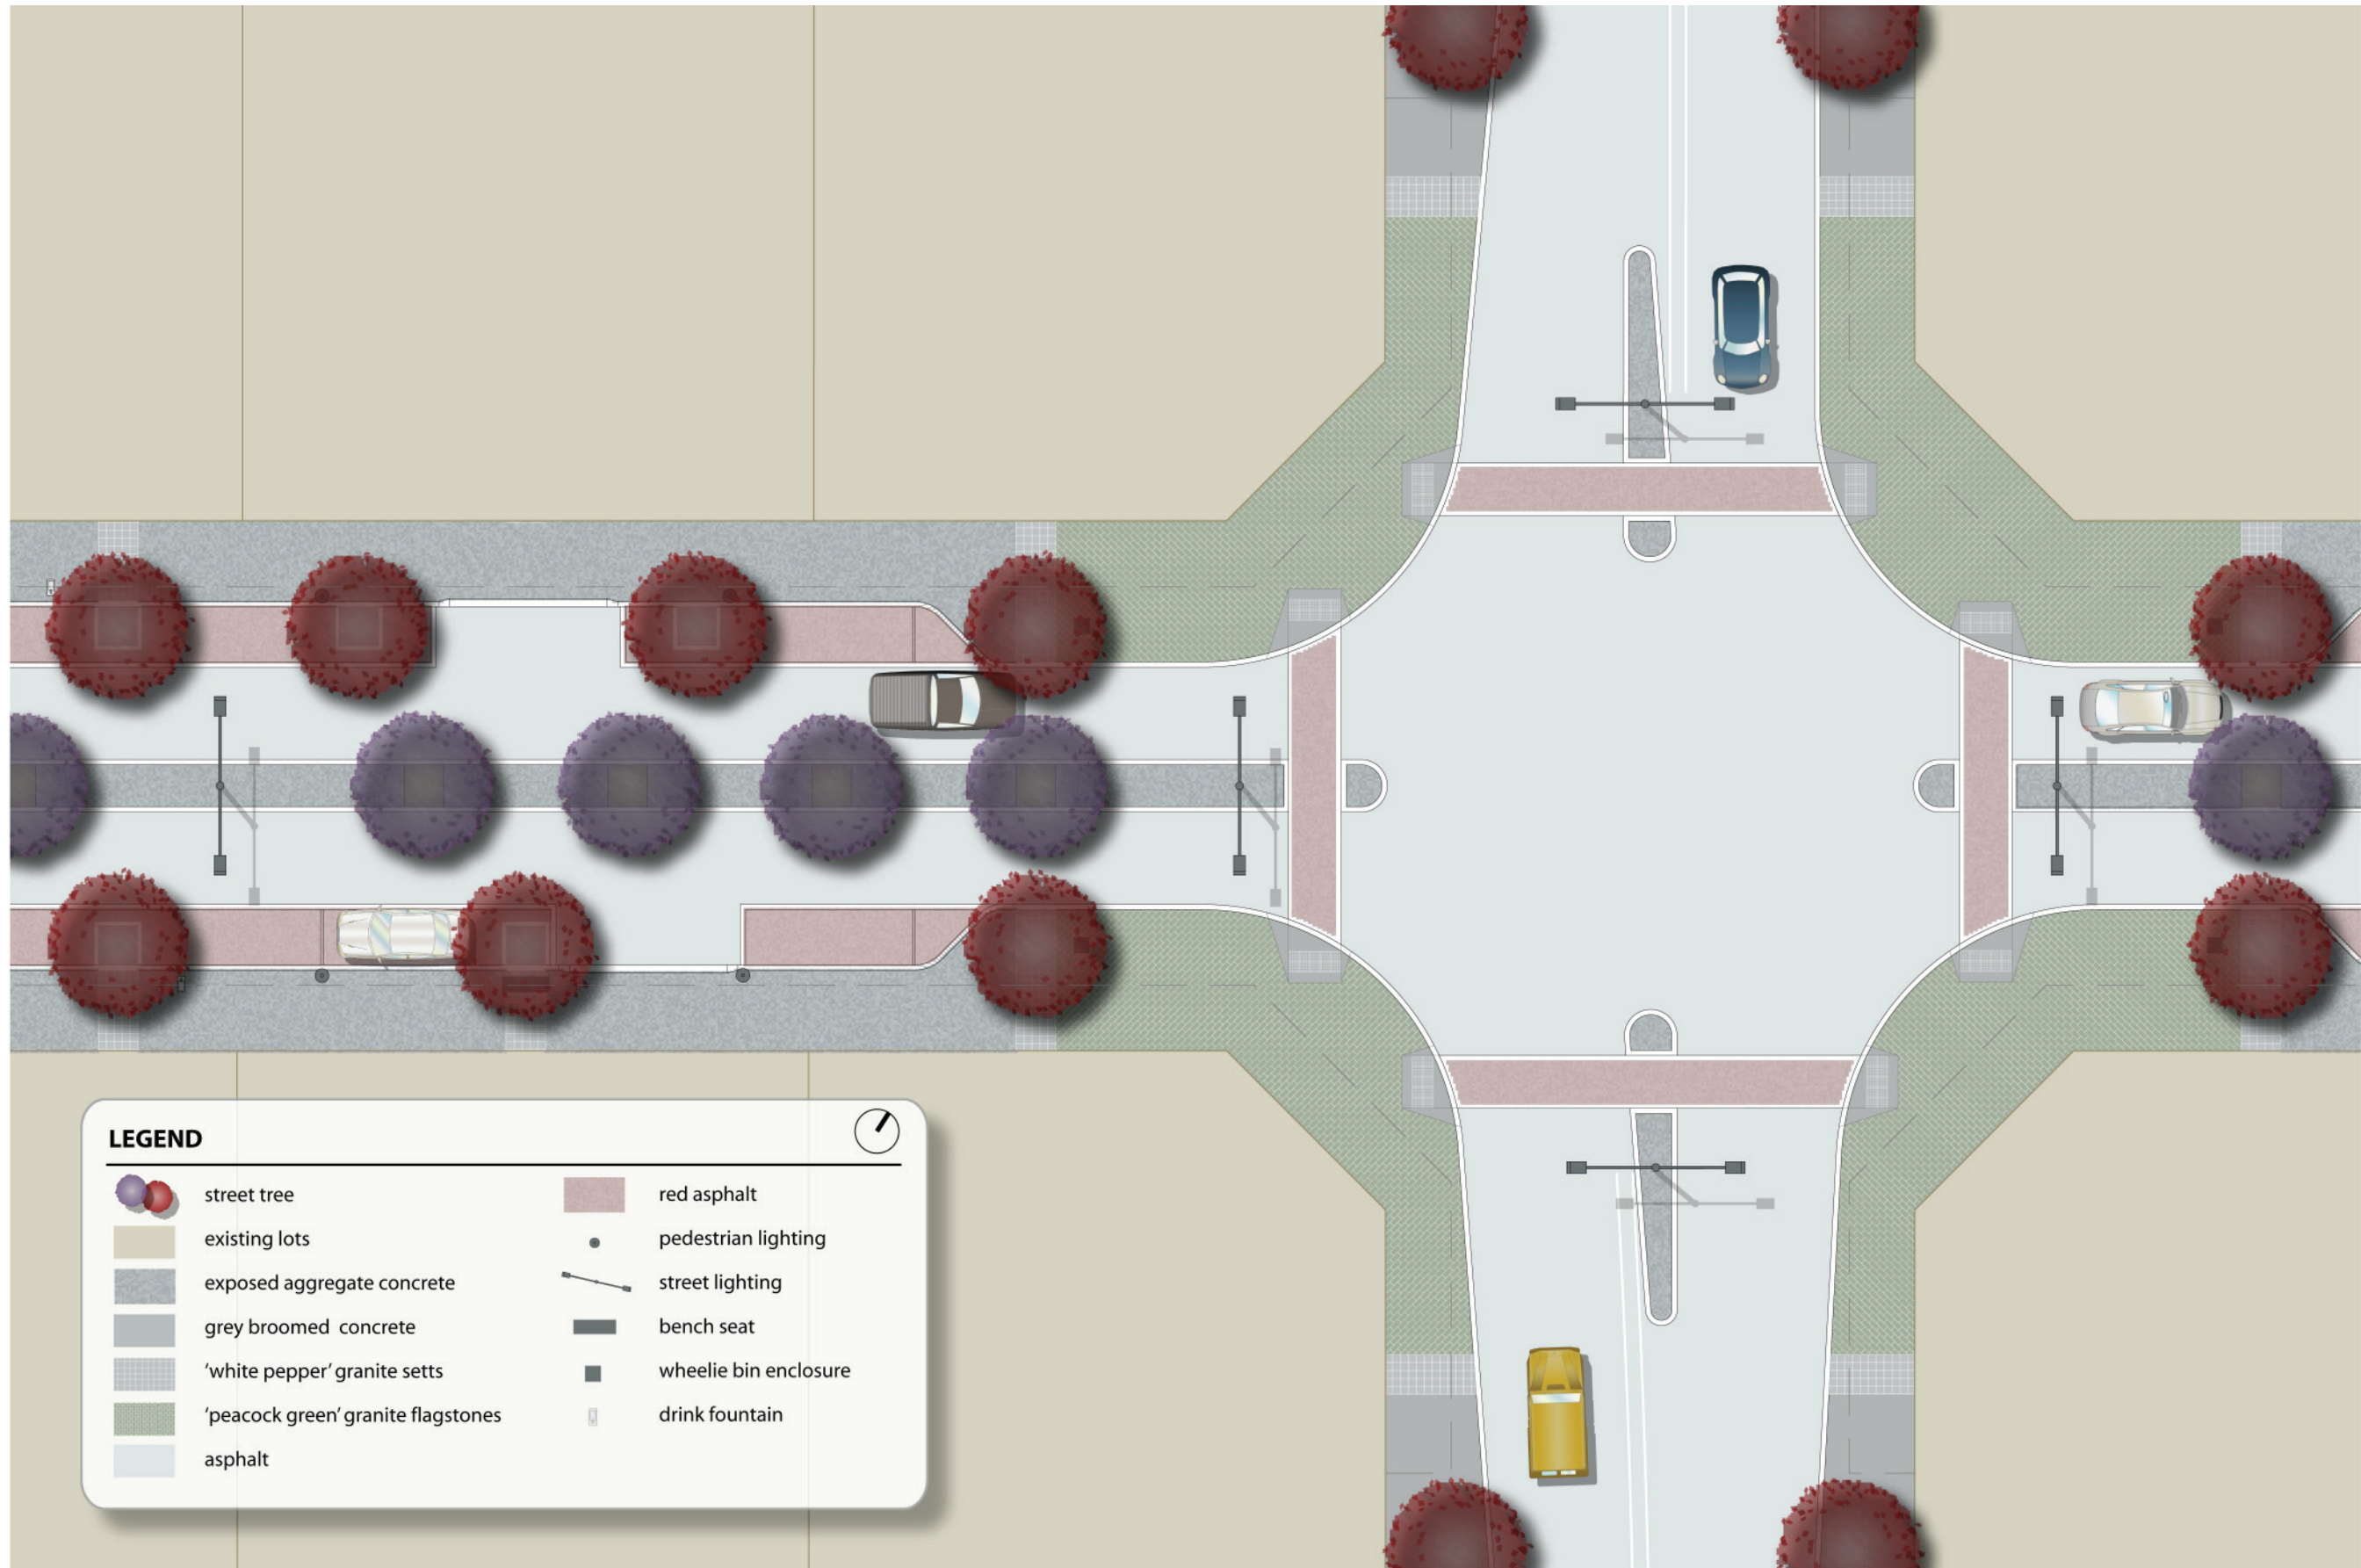 LEGEND
street tree
existing lots
exposed aggregate concrete
grey broomed concrete
‘white pepper’ granite setts
‘peacock green’ granite flagstones
asphalt
red asphalt
pedestrian lighting
street lighting
bench seat
wheelie bin enclosure
drink fountain